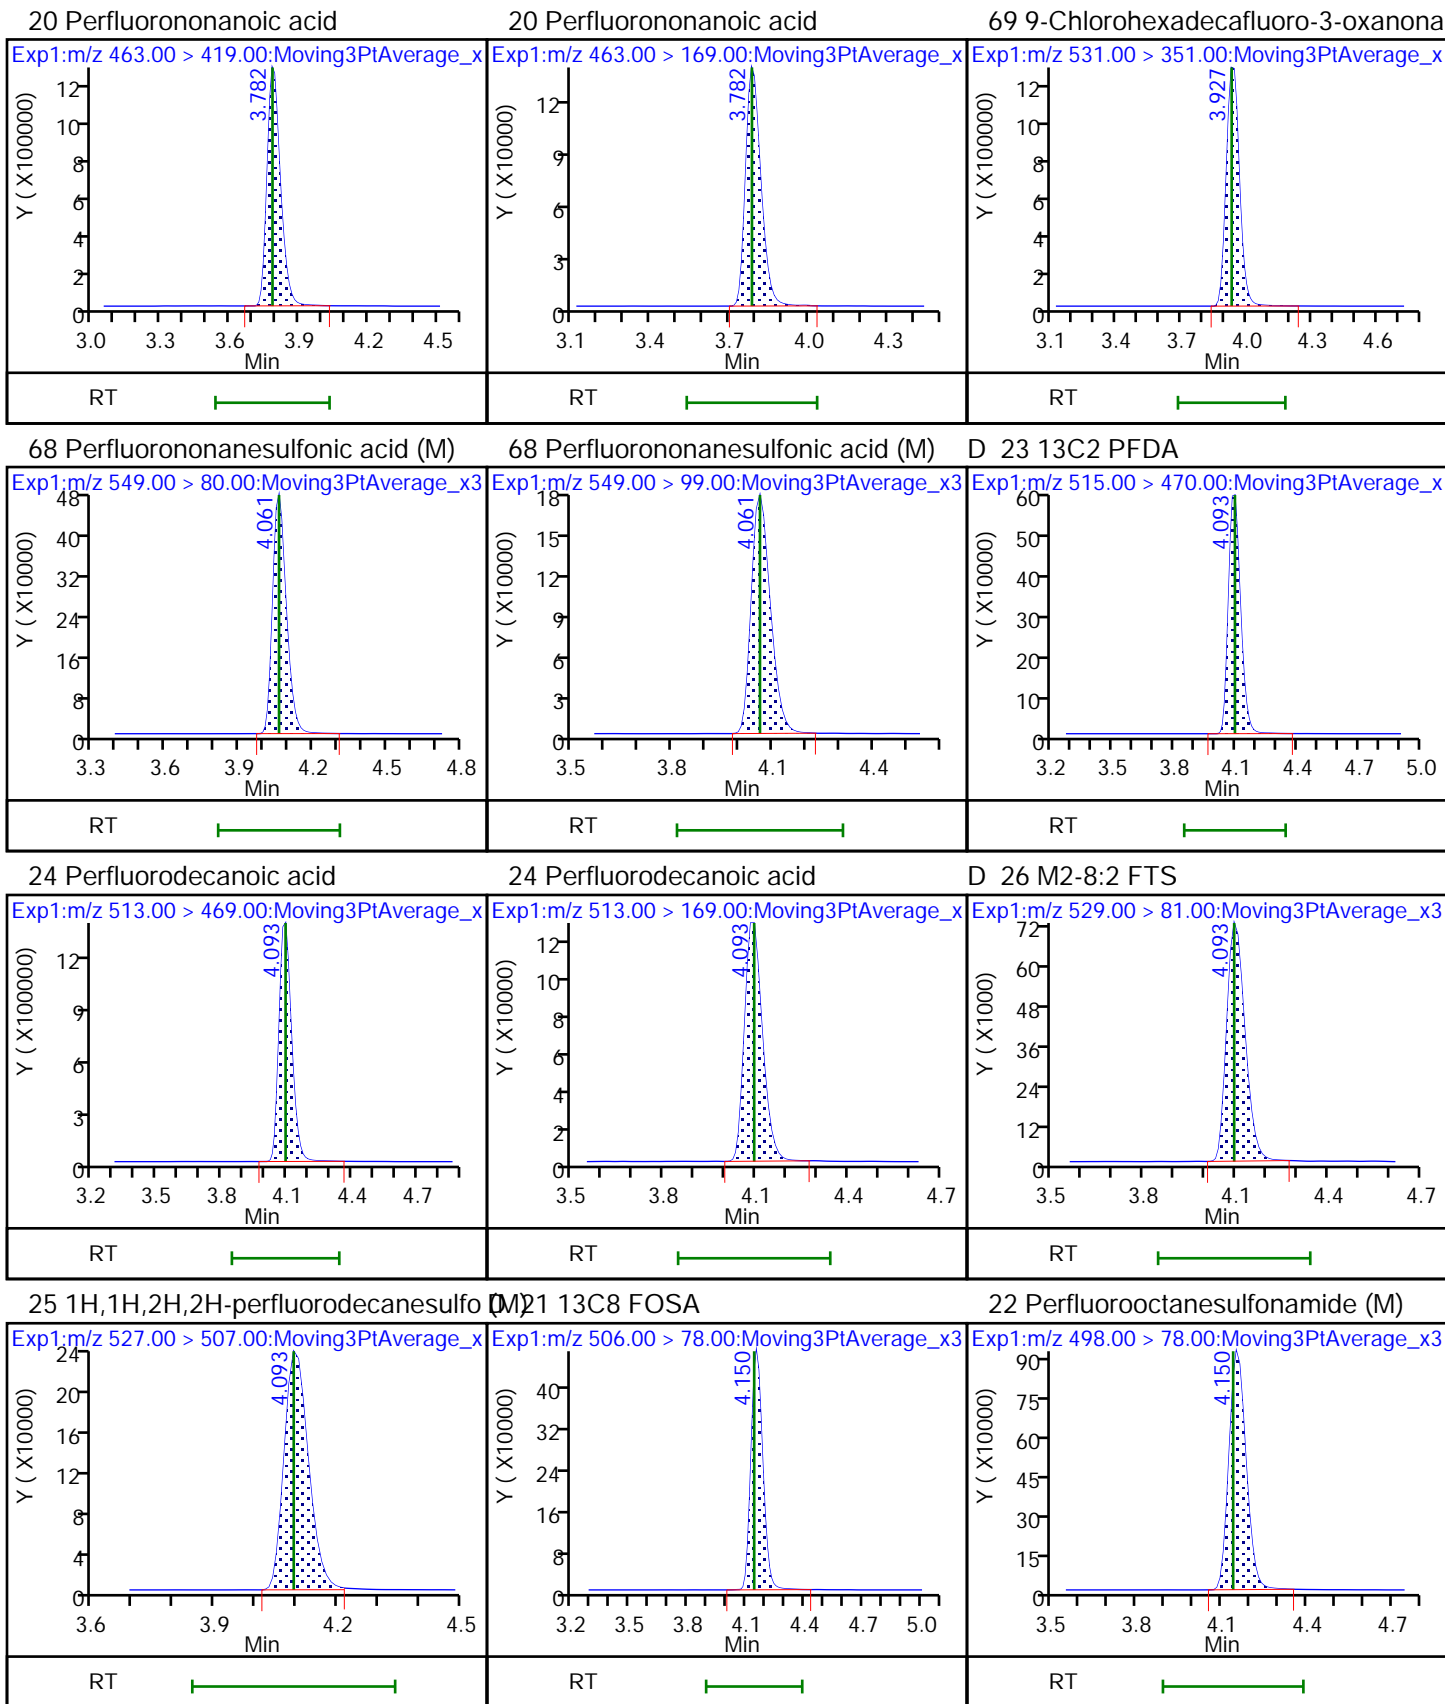 20 Perfluorononanoic acid
Exp1:m/z 463.00 > 419.00:Moving3PtAverage_x
3.782
Y ( X100000)
12
10
8
6
4
2
0
3.0 3.3 3.6 3.9 4.2 4.5
Min
RT
20 Perfluorononanoic acid
Exp1:m/z 463.00 > 169.00:Moving3PtAverage_x
3.782
Y ( X100000)
12
9
6
3
0
3.1 3.4 3.7 4.0 4.3
Min
RT
69 9-Chlorohexadecafluoro-3-oxanona
Exp1:m/z 531.00 > 351.00:Moving3PtAverage_x
3.927
Y ( X100000)
12
10
8
6
4
2
0
3.1 3.4 3.7 4.0 4.3 4.6
Min
RT
68 Perfluorononanesulfonic acid (M)
Exp1:m/z 549.00 > 80.00:Moving3PtAverage_x3
4.061
Y ( X10000)
48
40
32
24
16
8
0
3.3 3.6 3.9 4.2 4.5 4.8
Min
RT
68 Perfluorononanesulfonic acid (M)
Exp1:m/z 549.00 > 99.00:Moving3PtAverage_x3
4.061
Y ( X10000)
18
15
12
9
6
3
0
3.5 3.8 4.1 4.4
Min
RT
D 23 13C2 PFDA
Exp1:m/z 515.00 > 470.00:Moving3PtAverage_x
4.093
Y ( X10000)
60
50
40
30
20
10
0
3.2 3.5 3.8 4.1 4.4 4.7 5.0
Min
RT
24 Perfluorodecanoic acid
Exp1:m/z 513.00 > 469.00:Moving3PtAverage_x
4.093
Y ( X100000)
12
9
6
3
0
3.2 3.5 3.8 4.1 4.4 4.7
Min
RT
24 Perfluorodecanoic acid
Exp1:m/z 513.00 > 169.00:Moving3PtAverage_x
4.093
Y ( X10000)
12
10
8
6
4
2
0
3.5 3.8 4.1 4.4 4.7
Min
RT
D 26 M2-8:2 FTS
Exp1:m/z 529.00 > 81.00:Moving3PtAverage_x3
4.093
Y ( X1000)
72
60
48
36
24
12
0
3.5 3.8 4.1 4.4 4.7
Min
RT
25 1H,1H,2H,2H-perfluorodecanesulfo (M)
Exp1:m/z 527.00 > 507.00:Moving3PtAverage_x
4.093
Y ( X10000)
24
20
16
12
8
4
0
3.6 3.9 4.2 4.5
Min
RT
D 21 13C8 FOSA
Exp1:m/z 506.00 > 78.00:Moving3PtAverage_x3
4.150
Y ( X10000)
40
32
24
16
8
0
3.2 3.5 3.8 4.1 4.4 4.7 5.0
Min
RT
22 Perfluorooctanesulfonamide (M)
Exp1:m/z 498.00 > 78.00:Moving3PtAverage_x3
4.150
Y ( X10000)
90
75
60
45
30
15
0
3.5 3.8 4.1 4.4 4.7
Min
RT